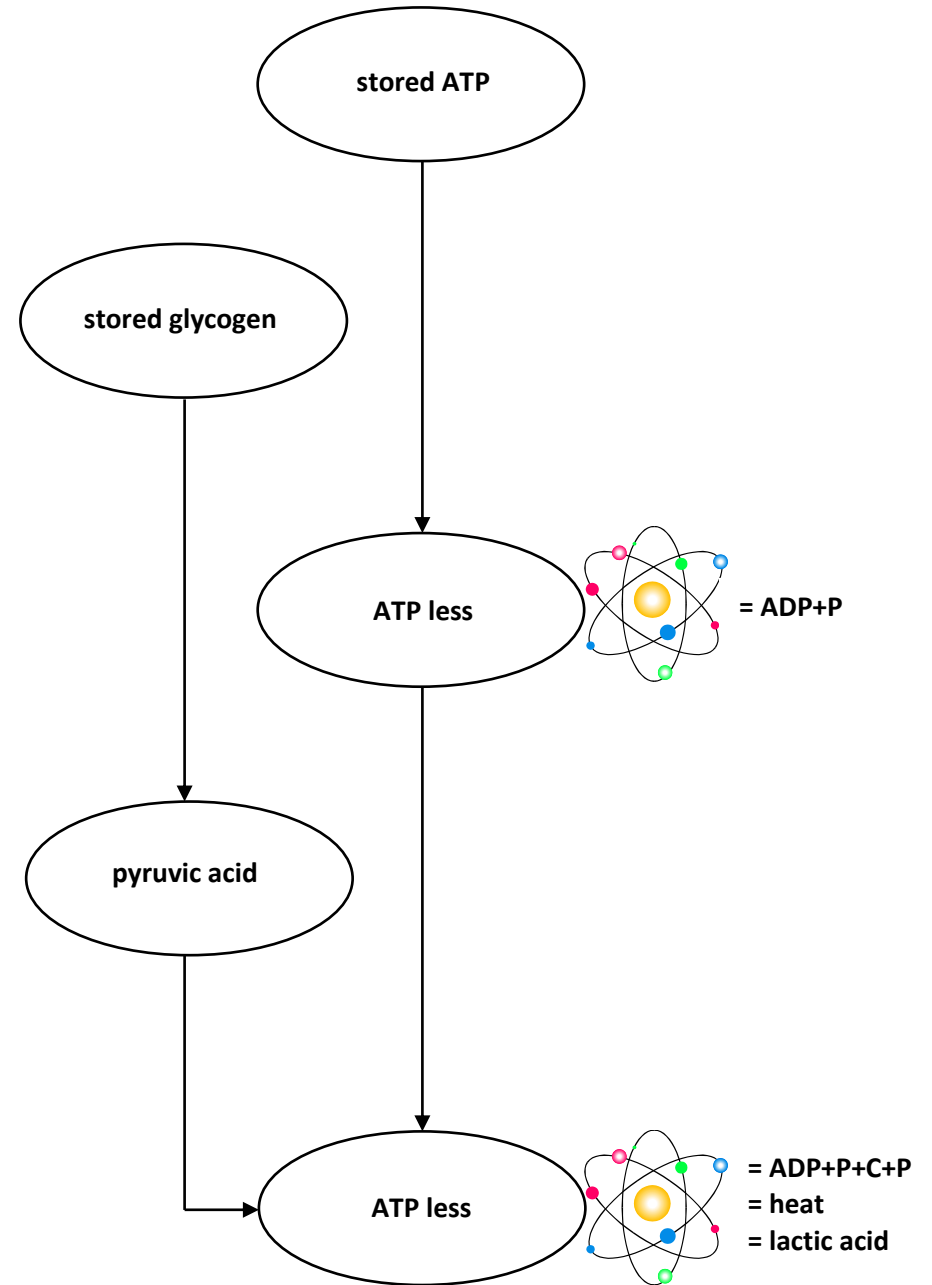 stored ATP
stored glycogen
ATP less
= ADP+P
pyruvic acid
ATP less
= ADP+P+C+P
= heat
= lactic acid